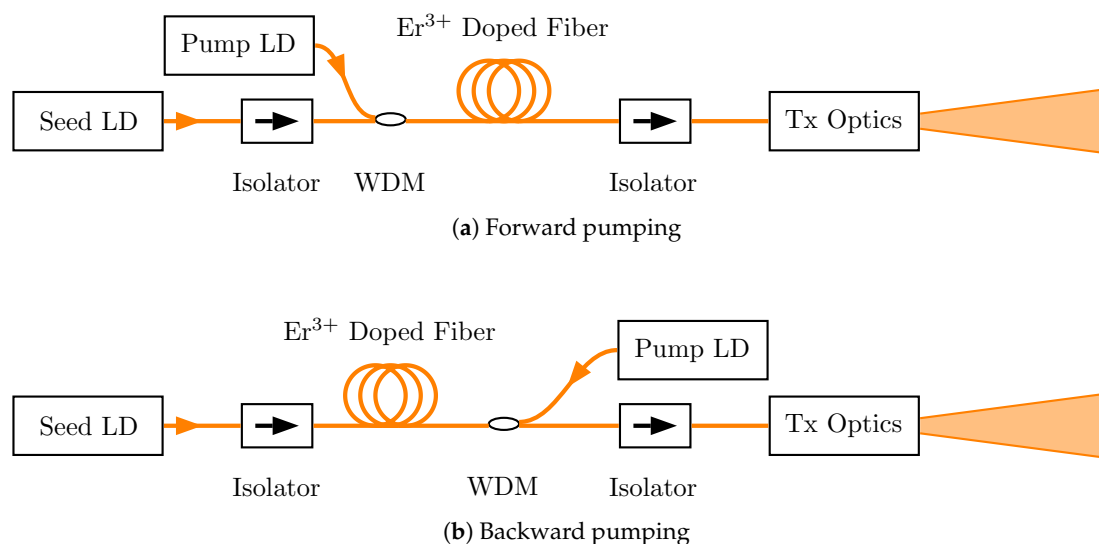 Er³⁺ Doped Fiber
Pump LD
Seed LD
Tx Optics
Isolator
WDM
Isolator
(a) Forward pumping
Er³⁺ Doped Fiber
Pump LD
Seed LD
Tx Optics
Isolator
WDM
Isolator
(b) Backward pumping